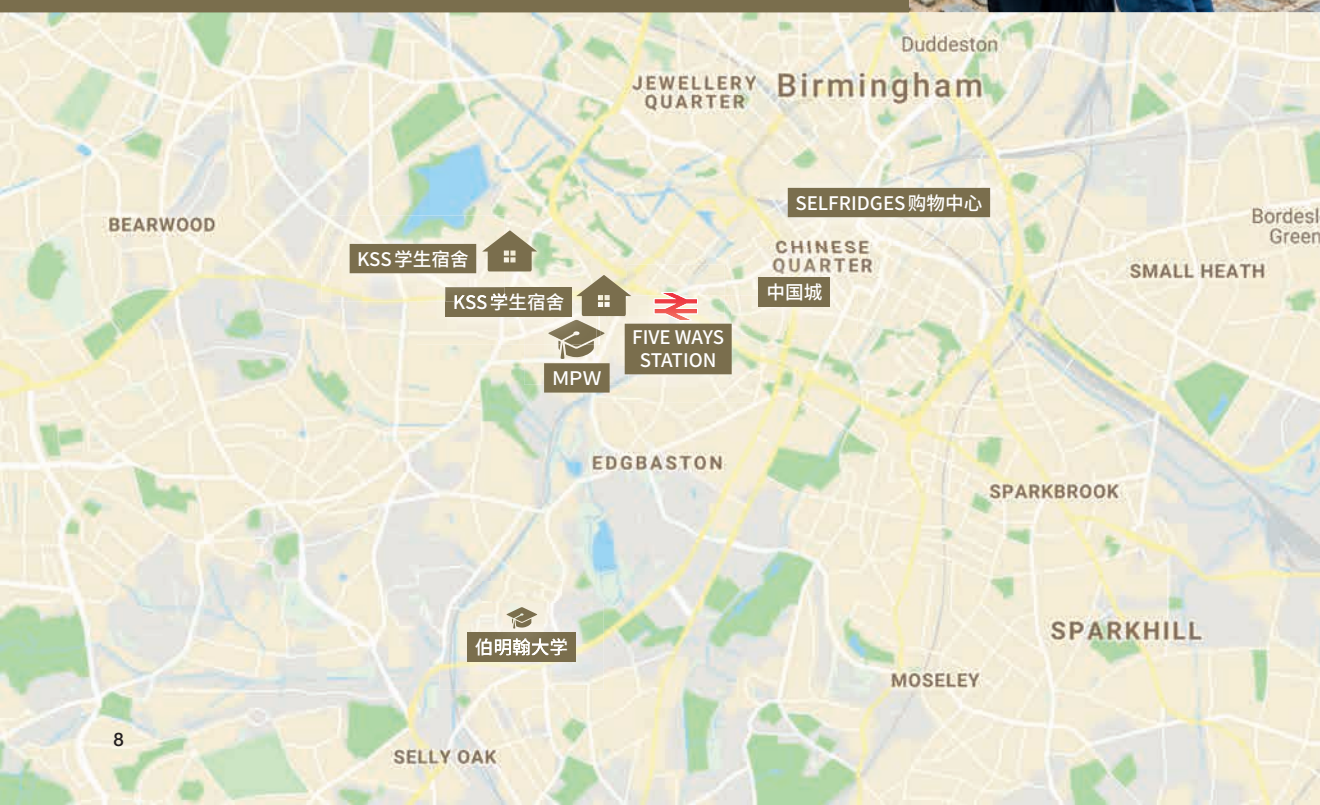 Duddeston
JEWELLERY
QUARTER
Birmingham
SELFRIDGES购物中心
BEARWOOD
Bordesl
Green
CHINESE
QUARTER
KSS学生宿舍
SMALL HEATH
中国城
KSS学生宿舍
FIVE WAYS
STATION
MPW
EDGBASTON
SPARKBROOK
SPARKHILL
伯明翰大学
MOSELEY
8
SELLY OAK